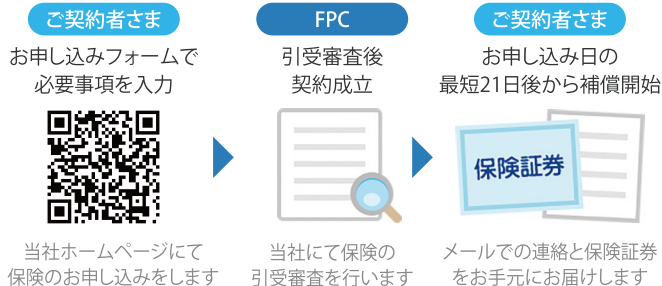 ご契約者さま
お申し込みフォームで
必要事項を入力
当社ホームページにて
保険のお申し込みをします
FPC
引受審査後
契約成立
当社にて保険の
引受審査を行います
ご契約者さま
お申し込み日の
最短21日後から補償開始
保険証券
メールでの連絡と保険証券
をお手元にお届けします